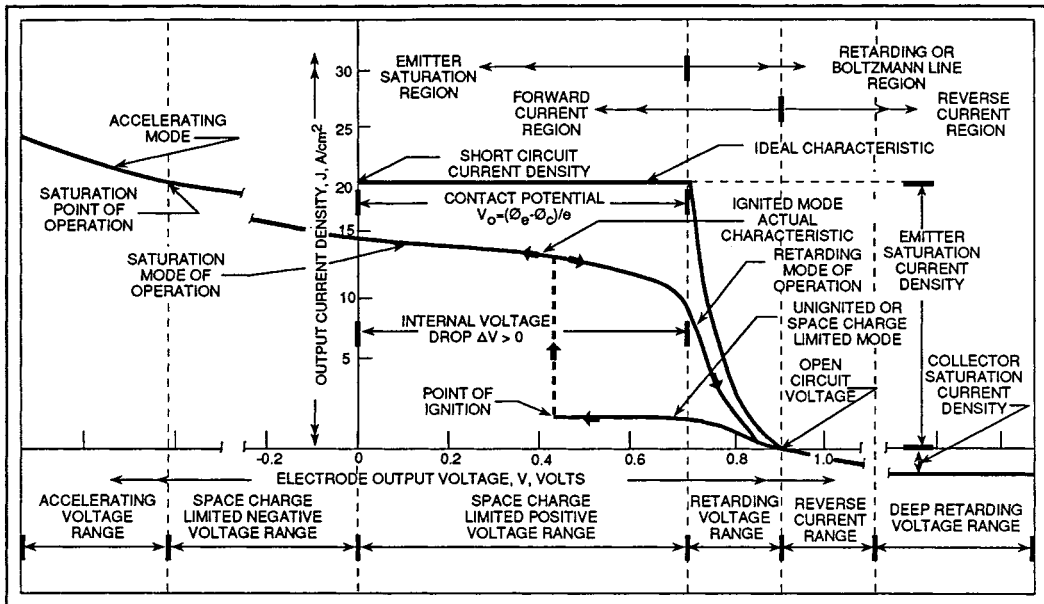 EMITTER
SATURATION
REGION
RETARDING OR
BOLTZMANN LINE
REGION
FORWARD
CURRENT
REGION
REVERSE
CURRENT
REGION
ACCELERATING
MODE
SATURATION
POINT OF
OPERATION
SATURATION
MODE OF
OPERATION
OUTPUT CURRENT DENSITY, J, A/cm²
30
25
20
15
10
5
SHORT CIRCUIT
CURRENT DENSITY
IDEAL CHARACTERISTIC
CONTACT POTENTIAL
Vo=(Øe-Øc)/e
IGNITED MODE
ACTUAL
CHARACTERISTIC
RETARDING
MODE OF
OPERATION
EMITTER
SATURATION
CURRENT
DENSITY
INTERNAL VOLTAGE
DROP ΔV > 0
UNIGNITED OR
SPACE CHARGE
LIMITED MODE
POINT OF
IGNITION
OPEN
CIRCUIT
VOLTAGE
COLLECTOR
SATURATION
CURRENT
DENSITY
-0.2
0
0.2
0.4
0.6
0.8
1.0
ELECTRODE OUTPUT VOLTAGE, V, VOLTS
ACCELERATING
VOLTAGE
RANGE
SPACE CHARGE
LIMITED NEGATIVE
VOLTAGE RANGE
SPACE CHARGE
LIMITED POSITIVE
VOLTAGE RANGE
RETARDING
VOLTAGE
RANGE
REVERSE
CURRENT
RANGE
DEEP RETARDING
VOLTAGE RANGE